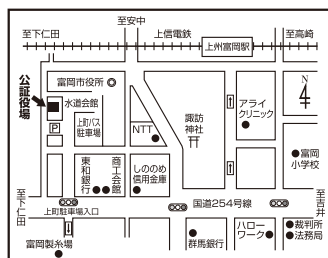 至安中
至下仁田
上信電鉄
至高崎
上州富岡駅
公証役場
富岡市役所
水道会館
P
上町バス
駐車場
NTT
諏訪
神社
アライ
クリニック
4
富岡
小学校
東和銀行
商工会館
しののめ
信用金庫
至下仁田
上町駐車場入口
国道254号線
至吉井
富岡製糸場
群馬銀行
ハロー
ワーク
裁判所
法務局